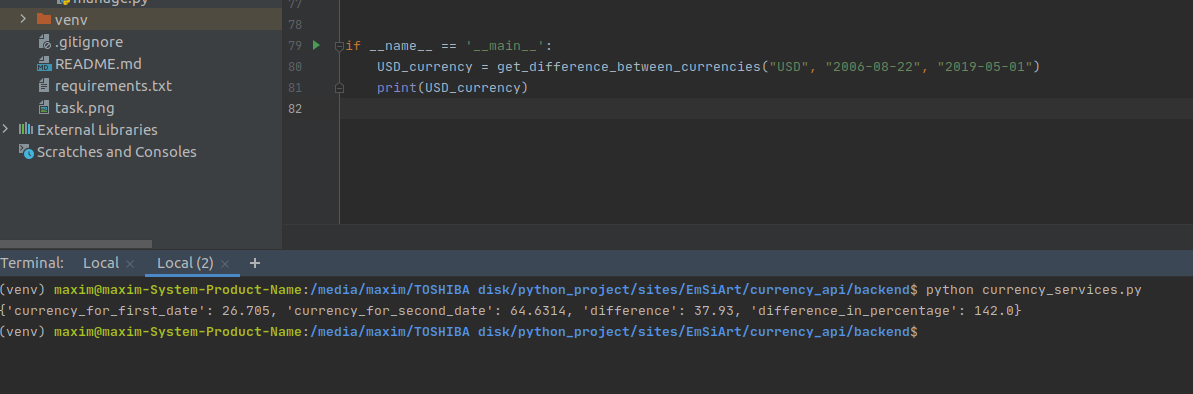 manage.py
venv
.gitignore
README.md
requirements.txt
task.png
External Libraries
Scratches and Consoles
77
78
79 if __name__ == '__main__':
80 USD_currency = get_difference_between_currencies("USD", "2006-08-22", "2019-05-01")
81 print(USD_currency)
82
Terminal: Local × Local (2) × +
(venv) maxim@maxim-System-Product-Name:/media/maxim/TOSHIBA disk/python_project/sites/EmSiArt/currency_api/backend$ python currency_services.py
{'currency_for_first_date': 26.705, 'currency_for_second_date': 64.6314, 'difference': 37.93, 'difference_in_percentage': 142.0}
(venv) maxim@maxim-System-Product-Name:/media/maxim/TOSHIBA disk/python_project/sites/EmSiArt/currency_api/backend$